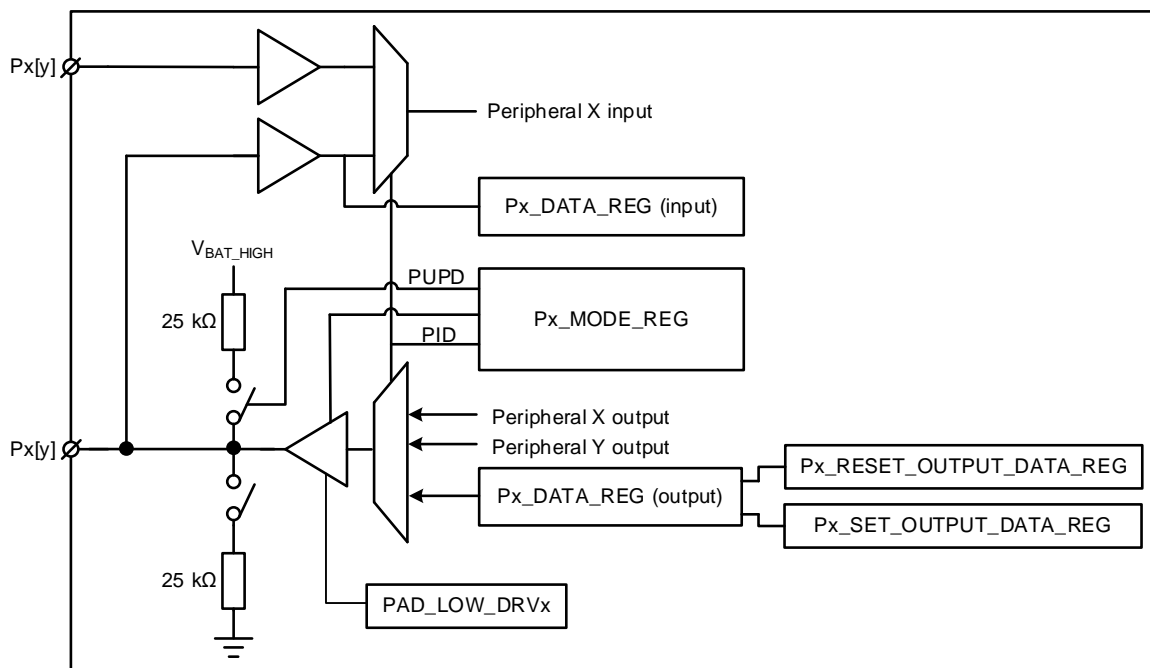 Px[y]
Peripheral X input
Px_DATA_REG (input)
VBAT_HIGH
PUPD
25 kΩ
Px_MODE_REG
PID
Peripheral X output
Px[y]
Peripheral Y output
Px_RESET_OUTPUT_DATA_REG
Px_DATA_REG (output)
Px_SET_OUTPUT_DATA_REG
25 kΩ
PAD_LOW_DRVx